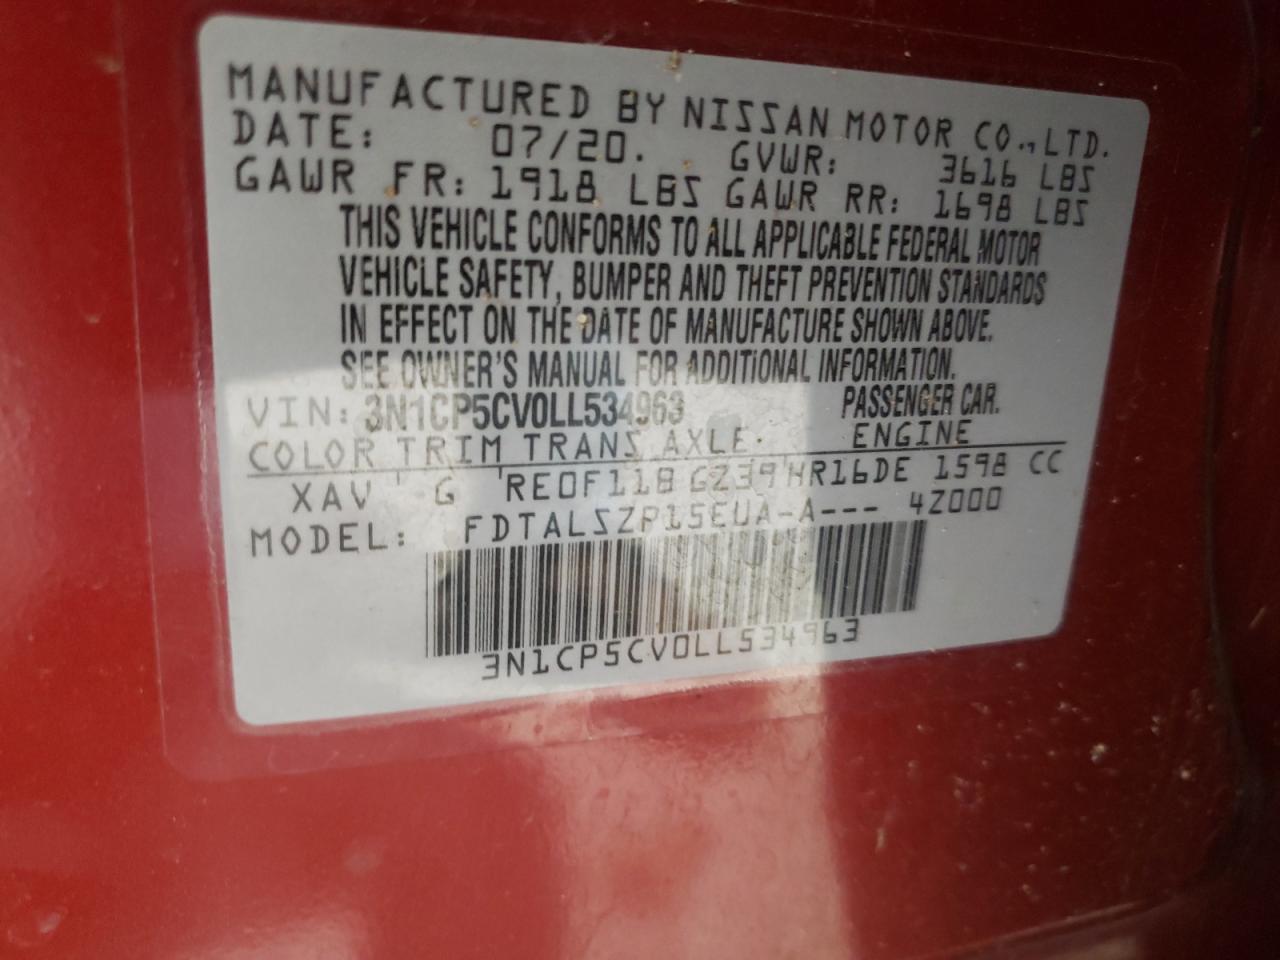 MANUFACTURED BY NISSAN MOTOR CO., LTD.
DATE: 07/20. GVWR: 3616 LBS
GAWR FR: 1918 LBS GAWR RR: 1698 LBS
THIS VEHICLE CONFORMS TO ALL APPLICABLE FEDERAL MOTOR
VEHICLE SAFETY, BUMPER AND THEFT PREVENTION STANDARDS
IN EFFECT ON THE DATE OF MANUFACTURE SHOWN ABOVE.
SEE OWNER'S MANUAL FOR ADDITIONAL INFORMATION.
VIN: 3N1CP5CV0LL534963 PASSENGER CAR.
COLOR TRIM TRANS AXLE ENGINE
XAV G RE0F11B GZ39 HR16DE 1598 CC
MODEL: FDTALSZP15EUA-A--- 4Z000
3N1CP5CV0LL534963